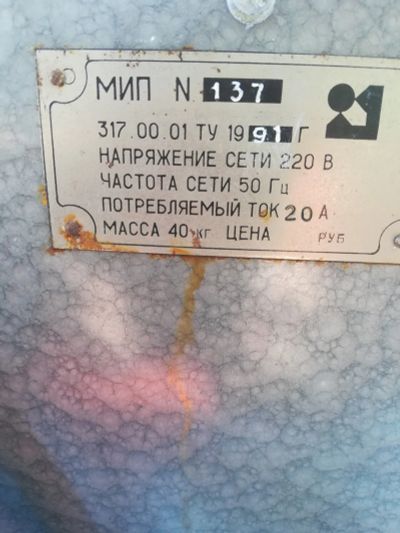 МИП N 137
317.00.01 ТУ 1991 Г
НАПРЯЖЕНИЕ СЕТИ 220 В
ЧАСТОТА СЕТИ 50 Гц
ПОТРЕБЛЯЕМЫЙ ТОК 20 А
МАССА 40 кг ЦЕНА РУБ